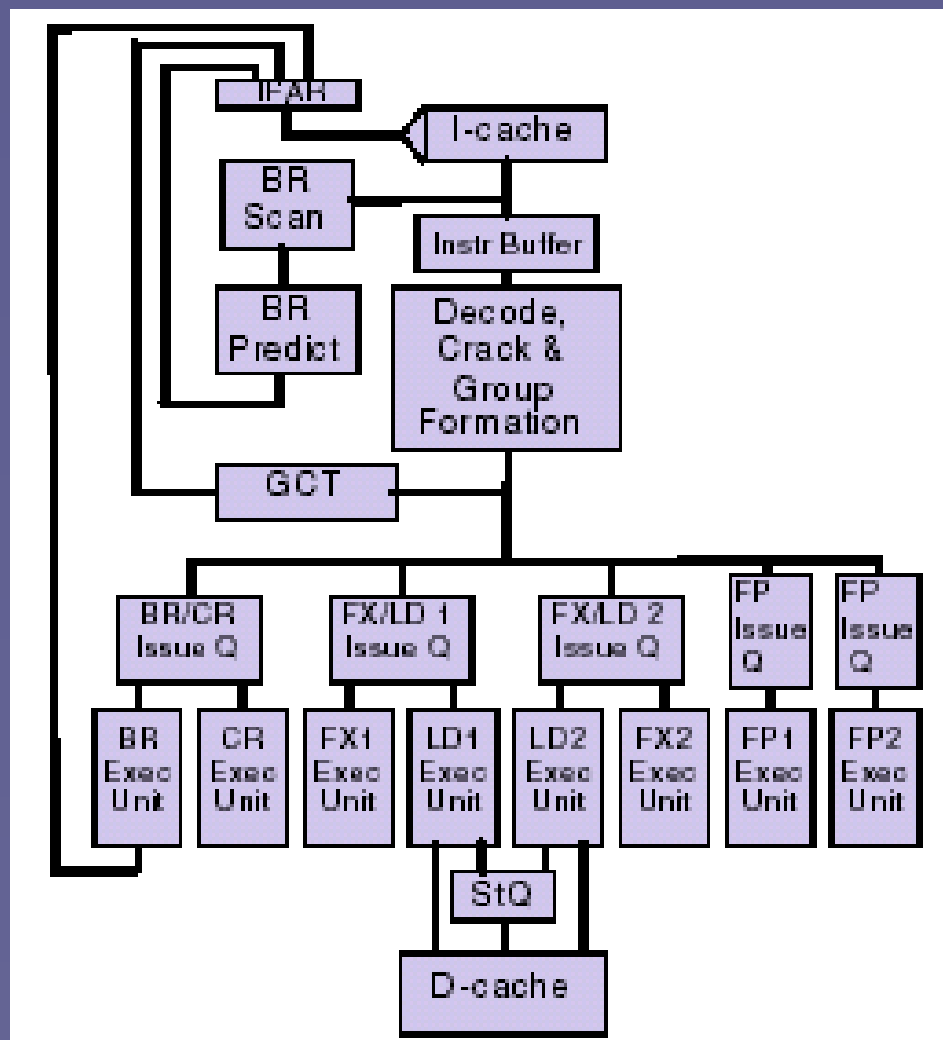 IFAR
I-cache
BR
Scan
Instr Buffer
BR
Predict
Decode,
Crack &
Group
Formation
GCT
BR/CR
Issue Q
FX/LD 1
Issue Q
FX/LD 2
Issue Q
FP
Issue
Q
FP
Issue
Q
BR
Exec
Unit
CR
Exec
Unit
FX1
Exec
Unit
LD1
Exec
Unit
LD2
Exec
Unit
FX2
Exec
Unit
FP1
Exec
Unit
FP2
Exec
Unit
StQ
D-cache